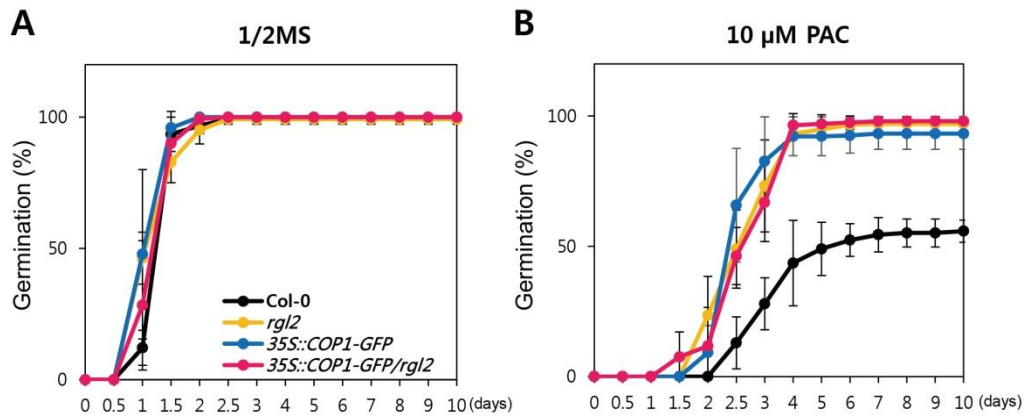 A
1/2MS
Germination (%)
100
50
0
Col-0
rgl2
35S::COP1-GFP
35S::COP1-GFP/rgl2
0 0.5 1 1.5 2 2.5 3 4 5 6 7 8 9 10 (days)
B
10 µM PAC
Germination (%)
100
50
0
0 0.5 1 1.5 2 2.5 3 4 5 6 7 8 9 10 (days)